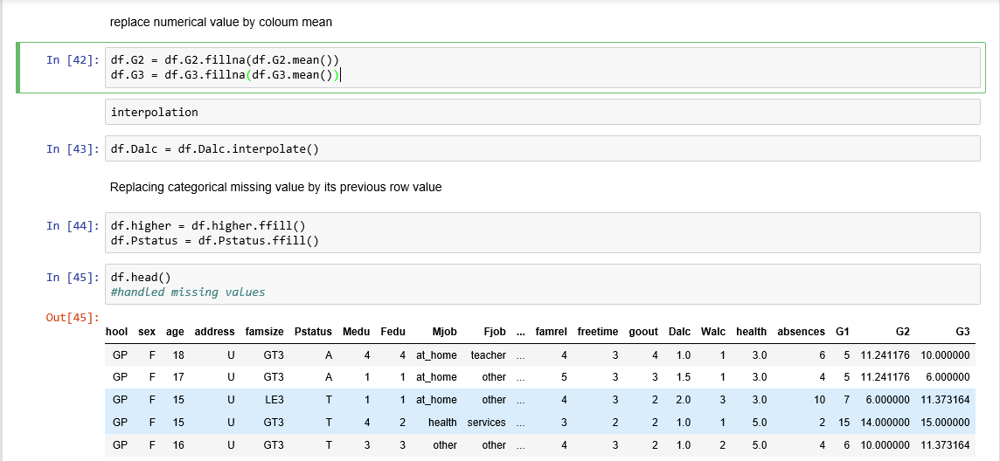 replace numerical value by coloum mean
In [42]: df.G2 = df.G2.fillna(df.G2.mean())
df.G3 = df.G3.fillna(df.G3.mean())
interpolation
In [43]: df.Dalc = df.Dalc.interpolate()
Replacing categorical missing value by its previous row value
In [44]: df.higher = df.higher.ffill()
df.Pstatus = df.Pstatus.ffill()
In [45]: df.head()
#handled missing values
Out[45]:
hool sex age address famsize Pstatus Medu Fedu Mjob Fjob ... famrel freetime goout Dalc Walc health absences G1 G2 G3
GP F 18 U GT3 A 4 4 at_home teacher ... 4 3 4 1.0 1 3.0 6 5 11.241176 10.000000
GP F 17 U GT3 A 1 1 at_home other ... 5 3 3 1.5 1 3.0 4 5 11.241176 6.000000
GP F 15 U LE3 T 1 1 at_home other ... 4 3 2 2.0 3 3.0 10 7 6.000000 11.373164
GP F 15 U GT3 T 4 2 health services ... 3 2 2 1.0 1 5.0 2 15 14.000000 15.000000
GP F 16 U GT3 T 3 3 other other ... 4 3 2 1.0 2 5.0 4 6 10.000000 11.373164